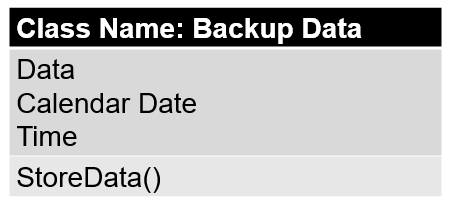 Class Name: Backup Data
Data
Calendar Date
Time
StoreData()